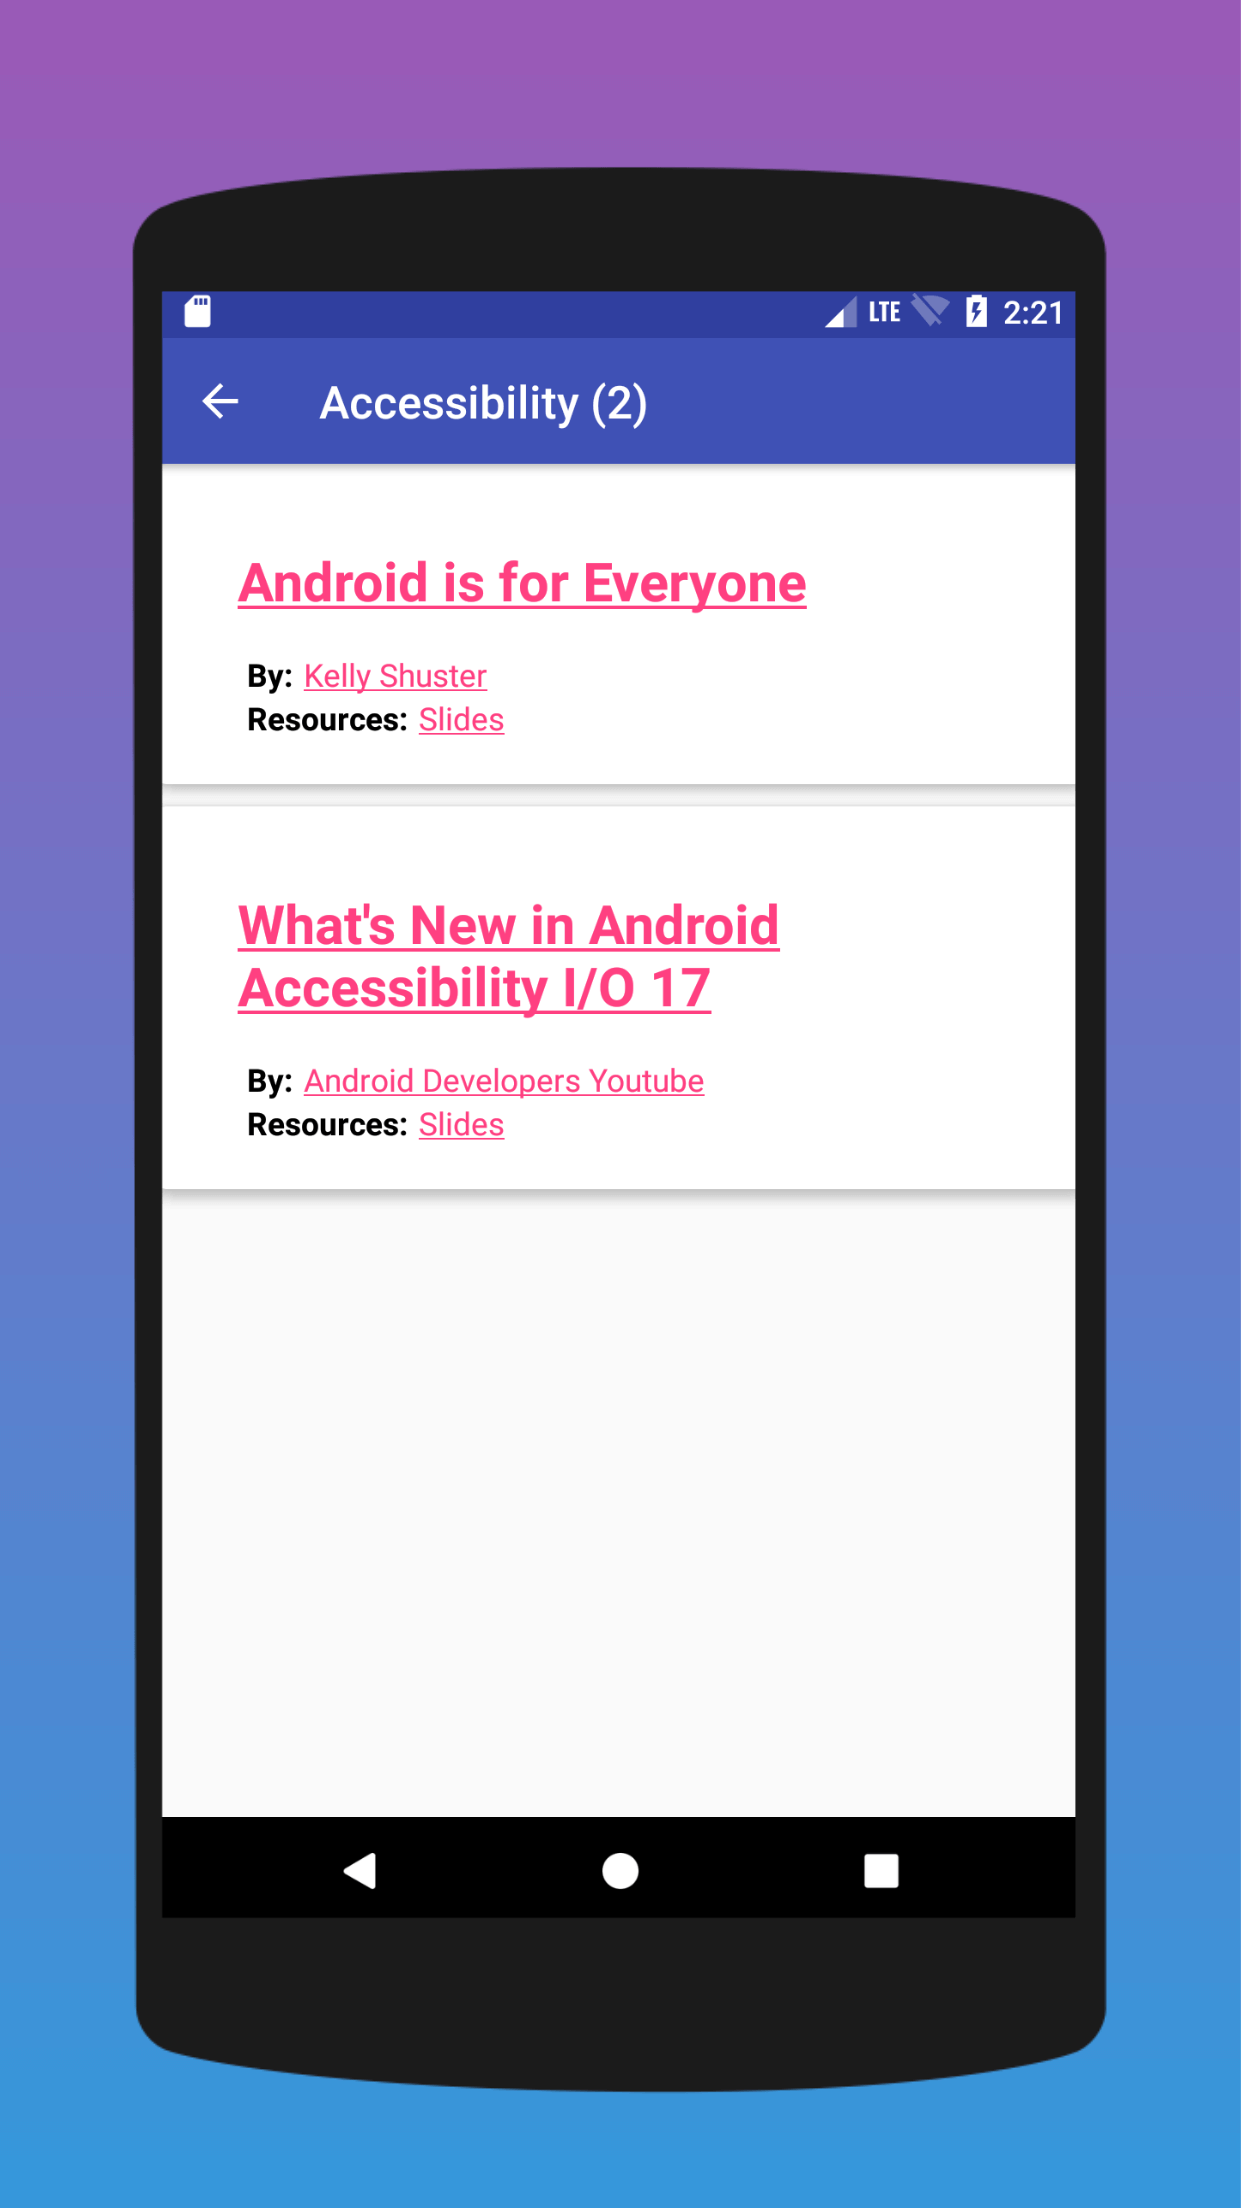 LTE 2:21
Accessibility (2)
Android is for Everyone
By: Kelly Shuster
Resources: Slides
What's New in Android
Accessibility I/O 17
By: Android Developers Youtube
Resources: Slides